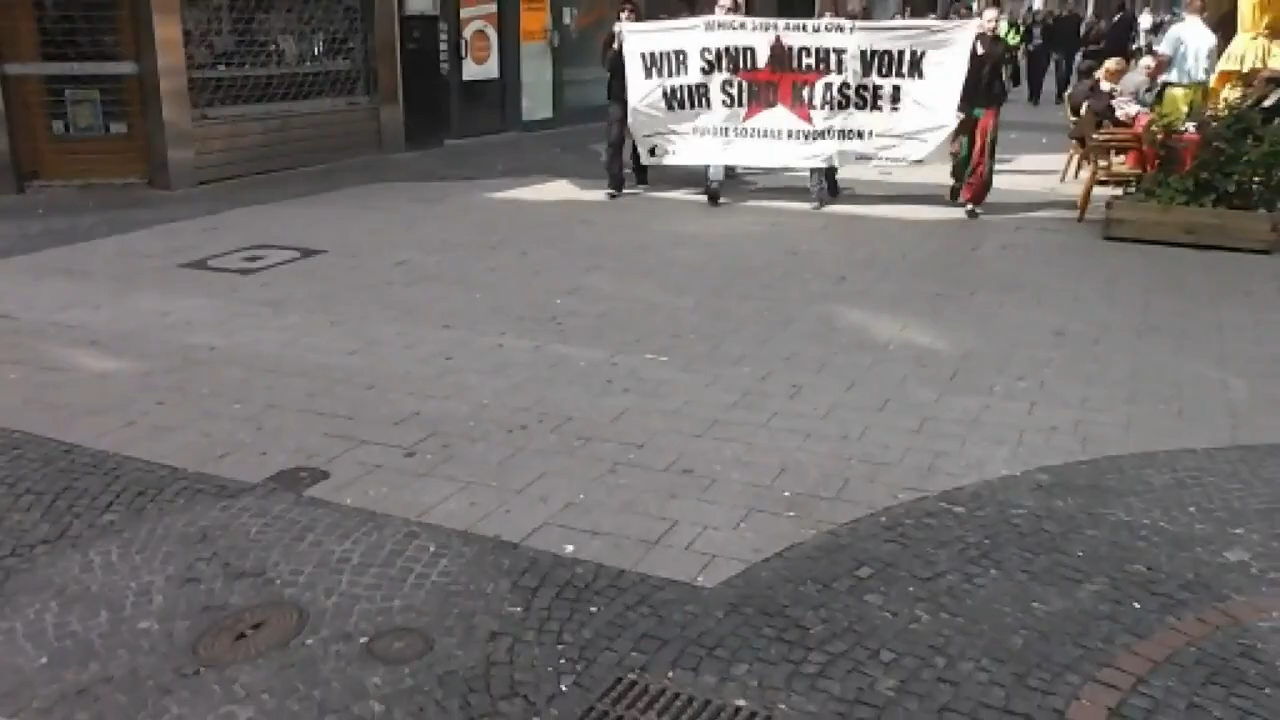 WHICH SIDE ARE U ON?
WIR SIND NICHT VOLK
WIR SIND KLASSE!
FÜR DIE SOZIALE REVOLUTION!